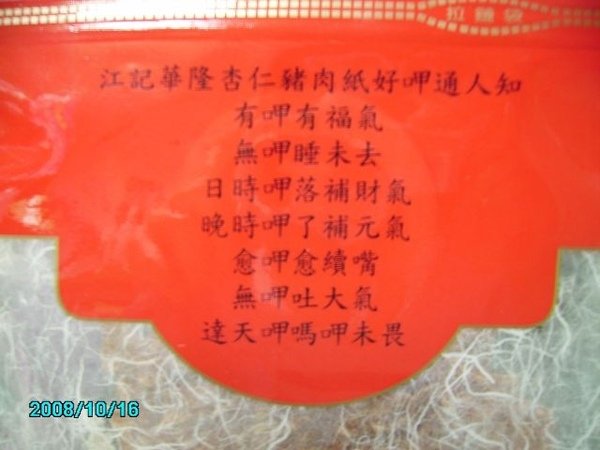 拉鏈袋
江記華隆杏仁豬肉紙好呷通人知
有呷有福氣
無呷睡未去
日時呷落補財氣
晚時呷了補元氣
愈呷愈續嘴
無呷吐大氣
達天呷嗎呷未畏
2008/10/16